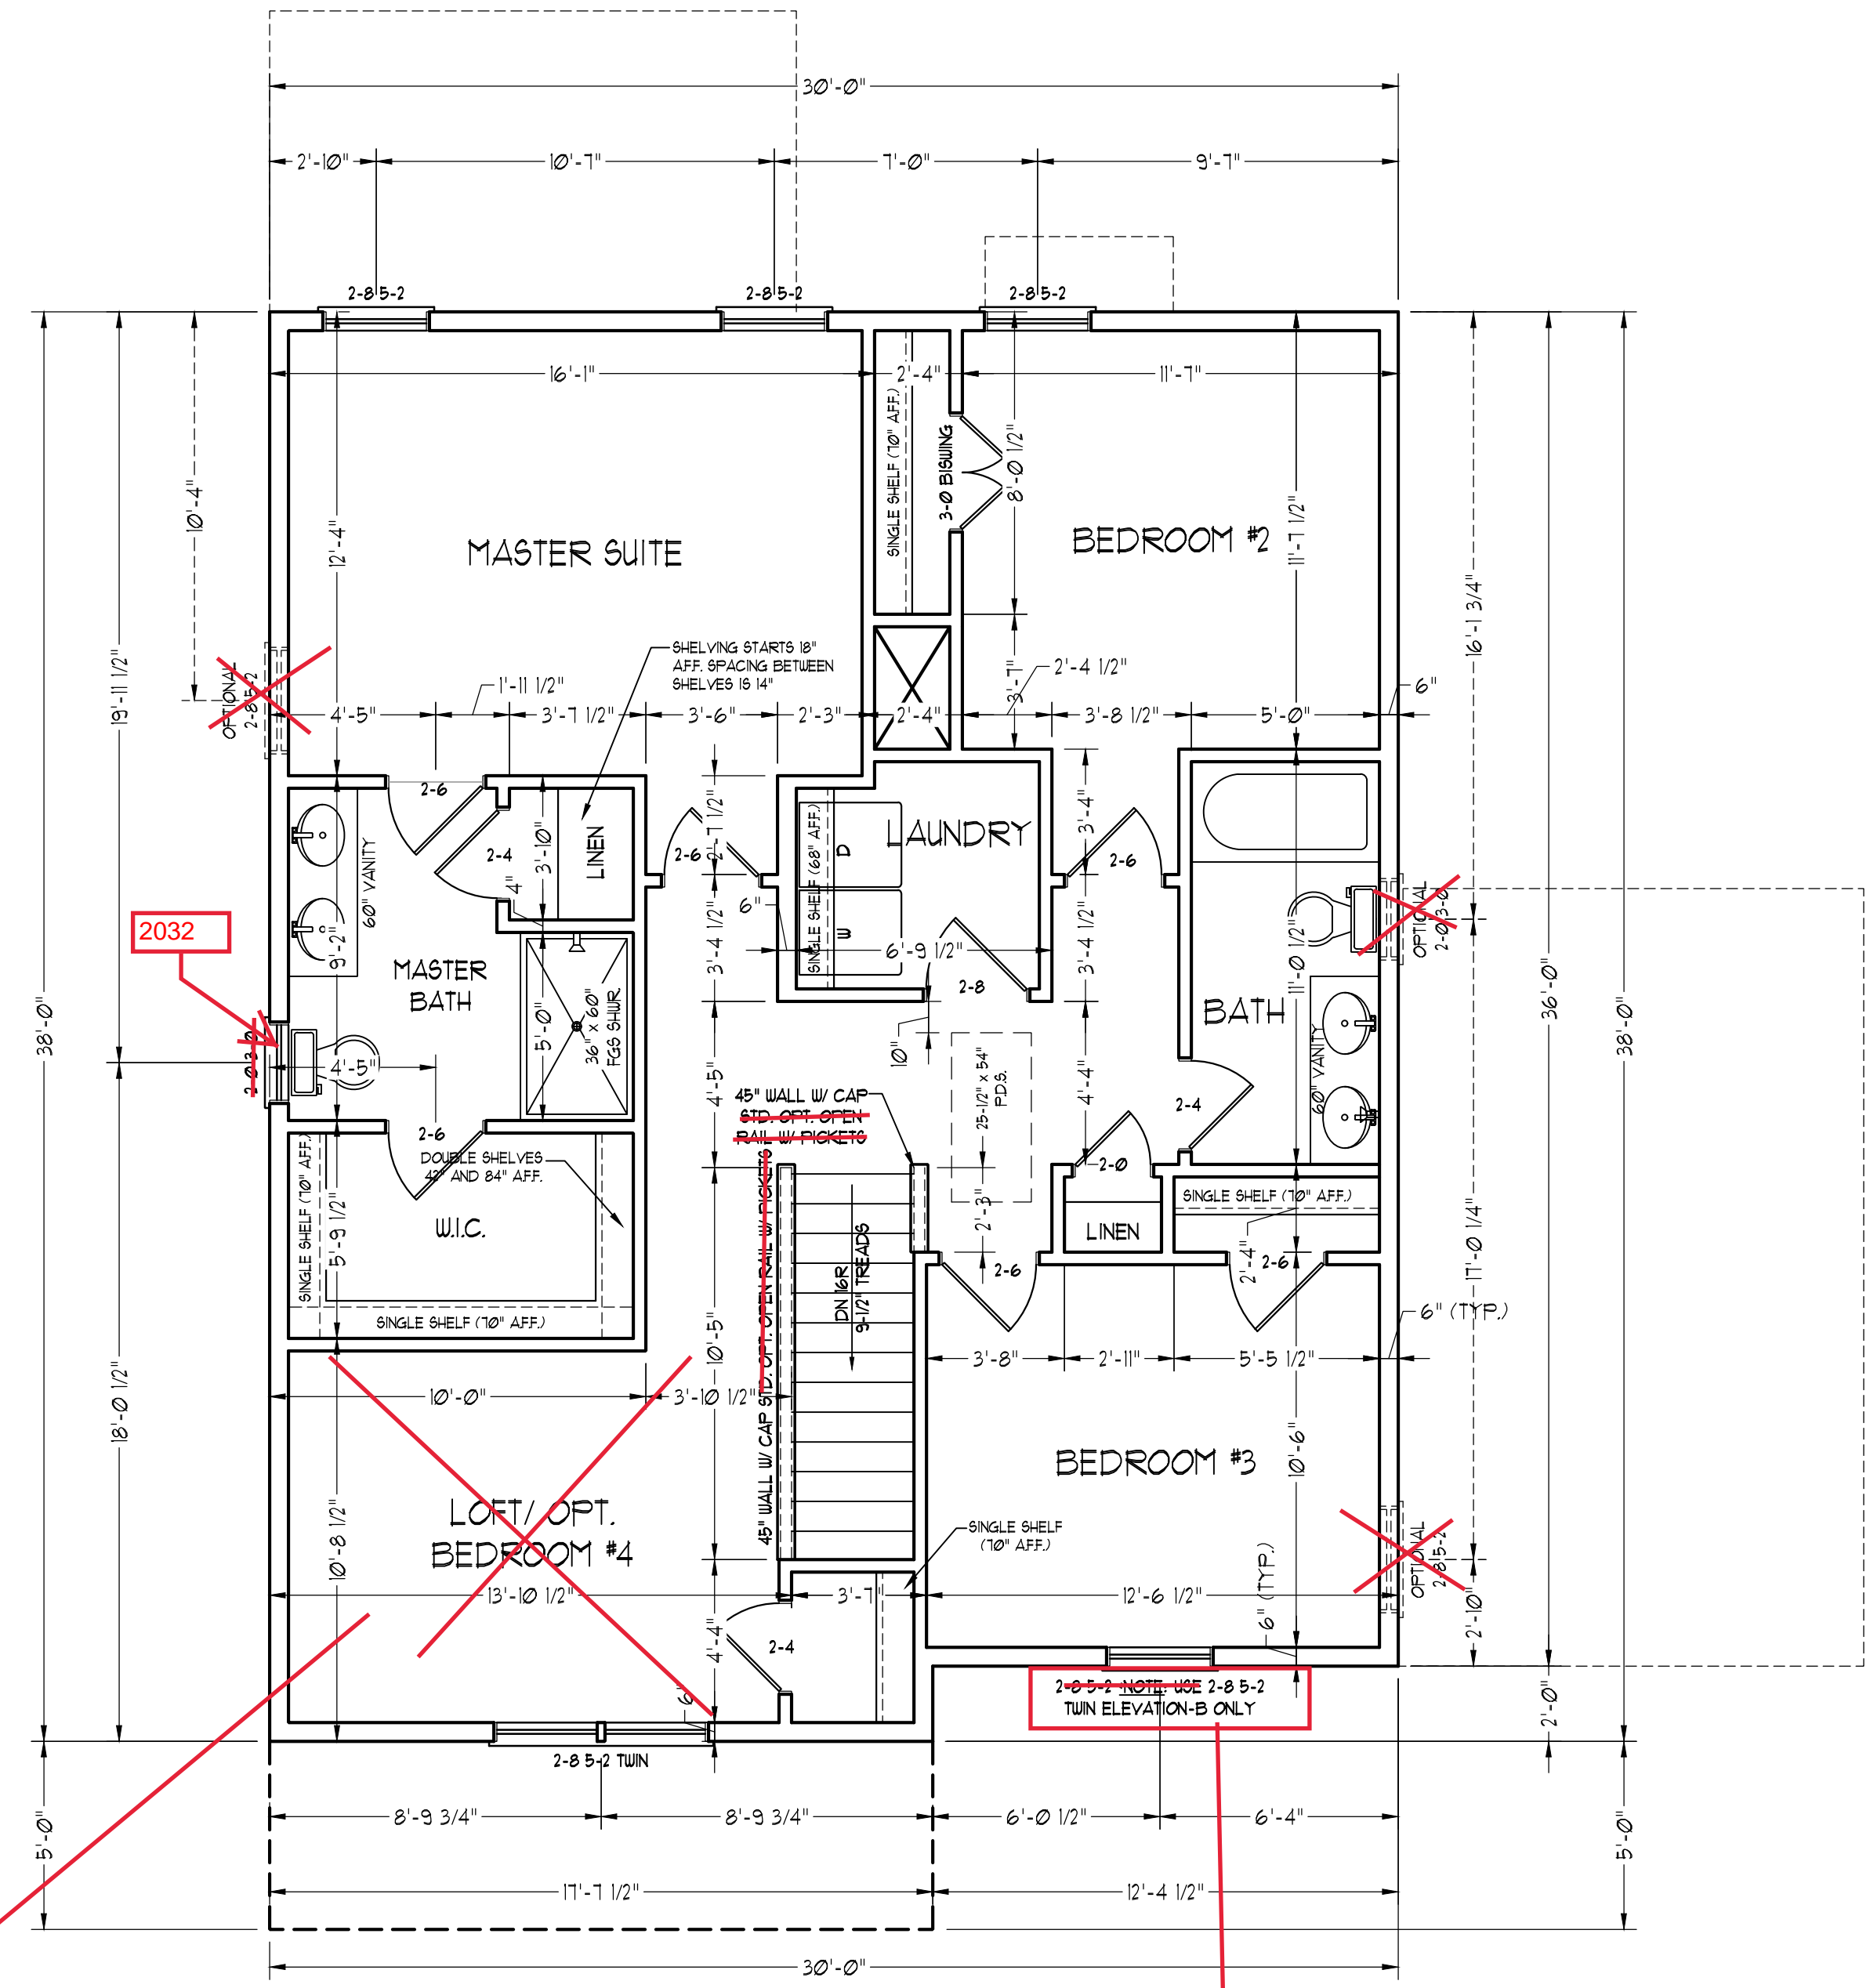 30'-0"
2'-10"
10'-7"
7'-0"
9'-7"
2-8 5-2
2-8 5-2
2-8 5-2
16'-1"
2'-4"
11'-7"
SINGLE SHELF (70" A.F.F.)
3-0 BISWING
8'-0 1/2"
11'-7 1/2"
12'-4"
10'-4"
19'-11 1/2"
38'-0"
MASTER SUITE
BEDROOM #2
16'-1 3/4"
36'-0"
38'-0"
SHELVING STARTS 18"
A.F.F. SPACING BETWEEN
SHELVES IS 14"
OPTIONAL
2-8 5-2
1'-11 1/2"
3'-7"
2'-4 1/2"
6"
4'-5"
3'-7 1/2"
3'-6"
2'-3"
2'-4"
3'-8 1/2"
5'-0"
2-6
2-4
3'-10"
LINEN
4"
2-6
2'-7 1/2"
SINGLE SHELF (68" A.F.F.)
D
W
LAUNDRY
3'-4"
2-6
60" VANITY
9'-2"
2032
MASTER
BATH
6"
3'-4 1/2"
6'-9 1/2"
2-8
3'-4 1/2"
11'-0 1/2"
OPTIONAL
2-0 3-0
BATH
60" VANITY
2-0 3-0
4'-5"
5'-0"
36" x 60"
FGS SHWR.
10"
25-1/2" x 54"
P.D.S.
4'-5"
4'-4"
2-4
45" WALL W/ CAP
STD. OPT. OPEN
RAIL W/ PICKETS
2-6
DOUBLE SHELVES
42" AND 84" A.F.F.
SINGLE SHELF (70" A.F.F.)
5'-9 1/2"
W.I.C.
SINGLE SHELF (70" A.F.F.)
2-0
LINEN
SINGLE SHELF (70" A.F.F.)
2'-3"
2'-4"
2-6
2-6
DN 16R
9-1/2" TREADS
45" WALL W/ CAP STD. OPT. OPEN RAIL W/ PICKETS
10'-5"
17'-0 1/4"
6" (TYP.)
3'-8"
2'-11"
5'-5 1/2"
18'-0 1/2"
10'-0"
3'-10 1/2"
BEDROOM #3
10'-6"
LOFT/ OPT.
BEDROOM #4
10'-8 1/2"
SINGLE SHELF
(70" A.F.F.)
OPTIONAL
2-8 5-2
6" (TYP.)
13'-10 1/2"
3'-7"
12'-6 1/2"
2'-10"
4'-4"
2-4
6"
2-8 5-2 NOTE: USE 2-8 5-2
TWIN ELEVATION-B ONLY
2'-0"
2-8 5-2 TWIN
8'-9 3/4"
8'-9 3/4"
6'-0 1/2"
6'-4"
5'-0"
5'-0"
17'-7 1/2"
12'-4 1/2"
30'-0"